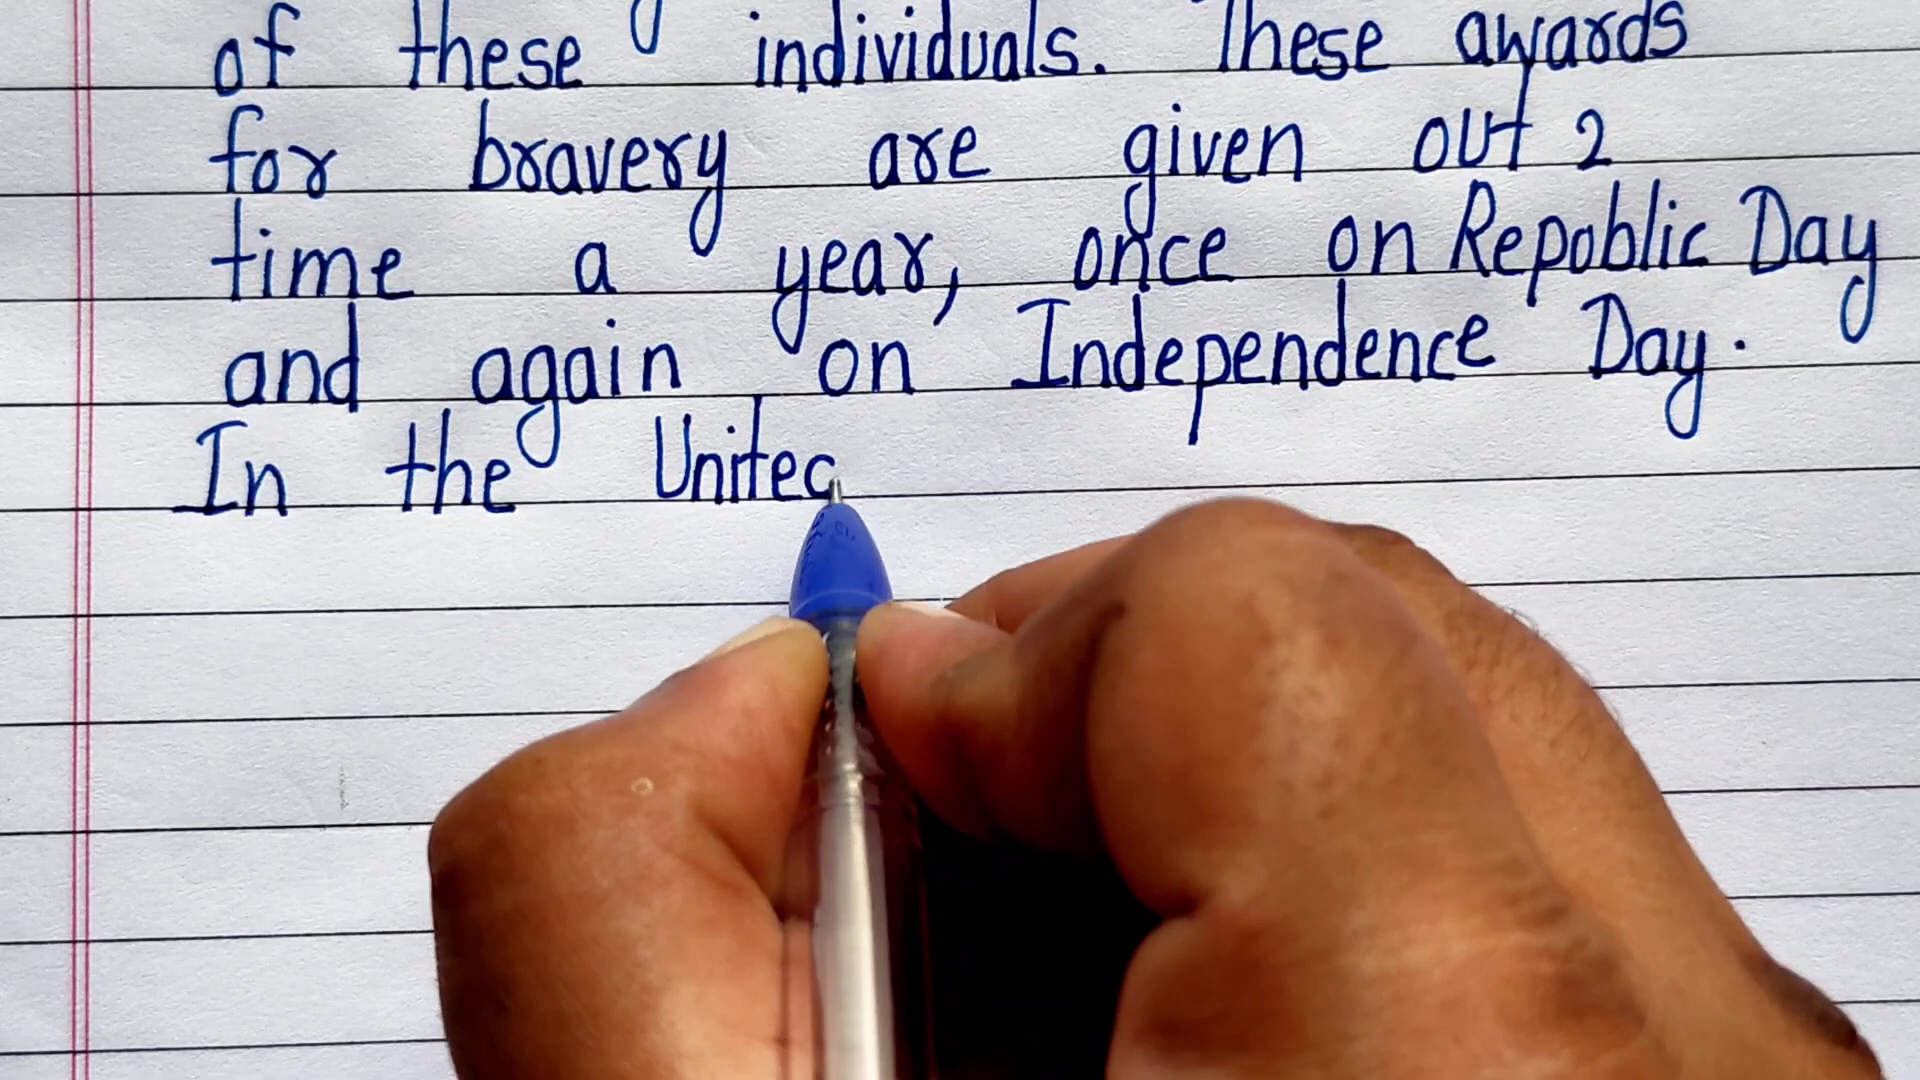 of these individuals. These awards
for bravery are given out 2
time a year, once on Repoblic Day
and again on Independence Day.
In the Unitec